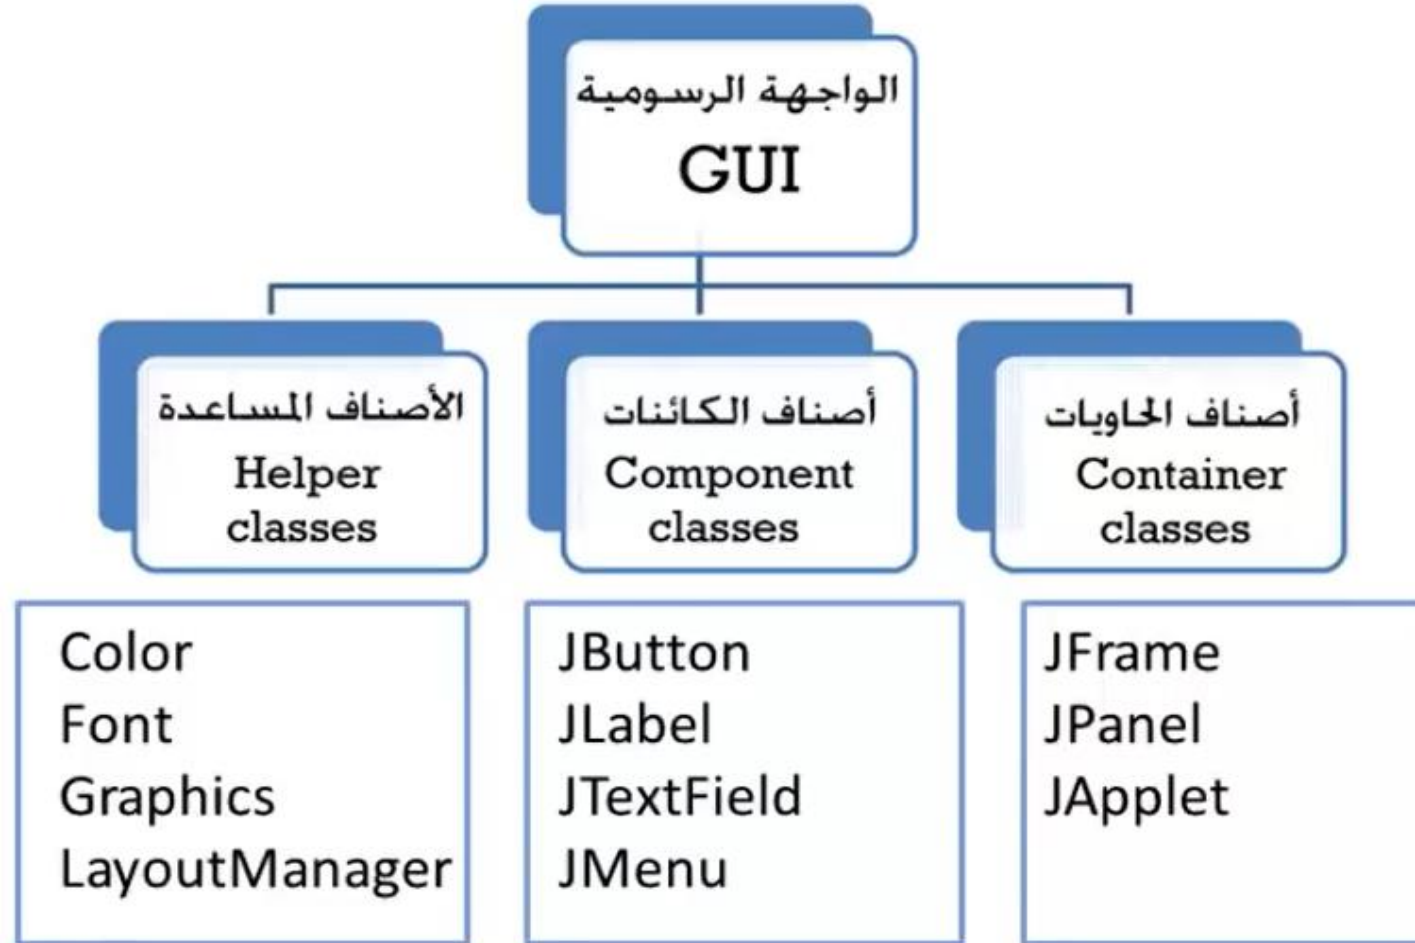 الواجهة الرسومية
GUI
الأصناف المساعدة
Helper
classes
أصناف الكائنات
Component
classes
أصناف الحاويات
Container
classes
Color
Font
Graphics
LayoutManager
JButton
JLabel
JTextField
JMenu
JFrame
JPanel
JApplet